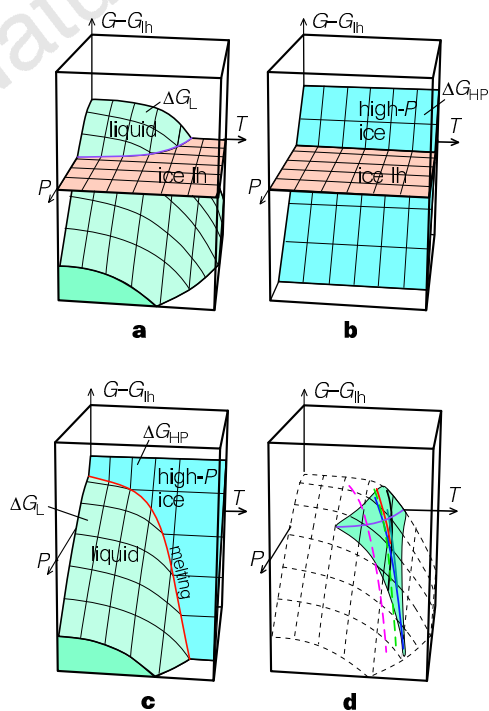 natu
G–GIh
ΔGL
liquid
T
ice Ih
P
a
G–GIh
ΔGHP
high-P
ice
T
ice Ih
P
b
G–GIh
ΔGHP
high-P
ice
T
ΔGL
P
liquid
melting
c
G–GIh
T
P
d